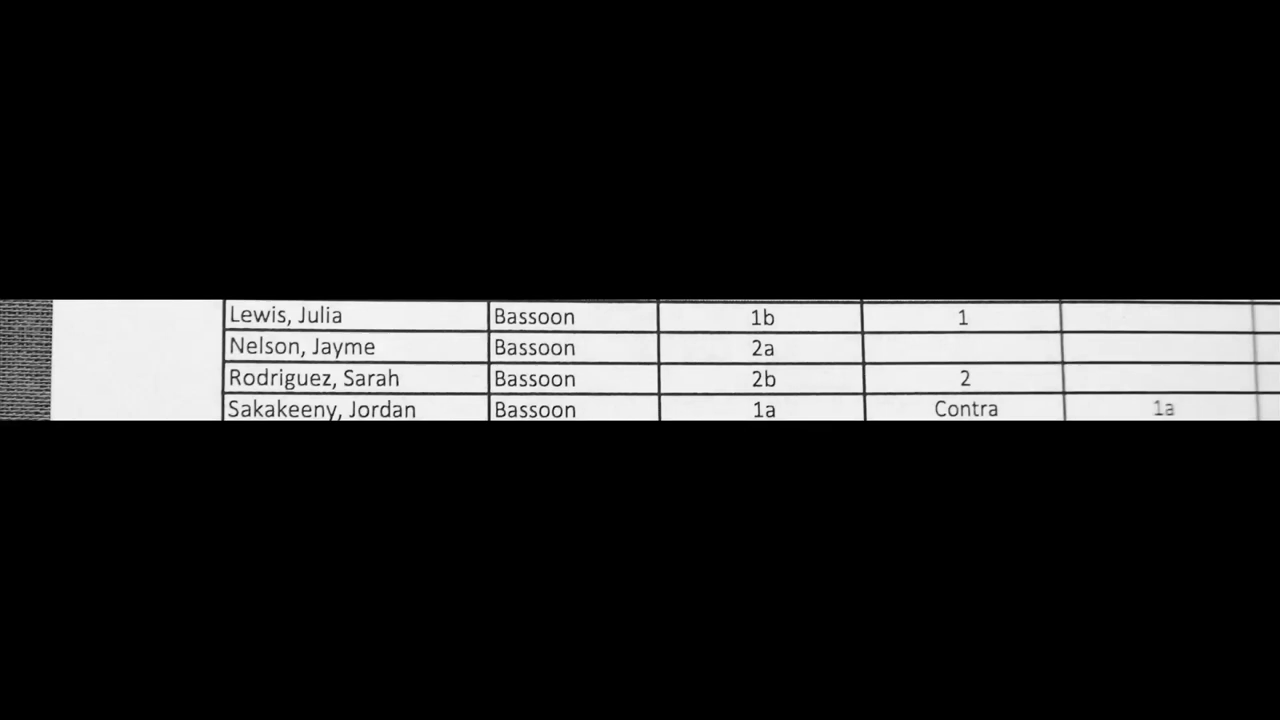 Lewis, Julia Bassoon 1b 1
Nelson, Jayme Bassoon 2a
Rodriguez, Sarah Bassoon 2b 2
Sakakeeny, Jordan Bassoon 1a Contra 1a